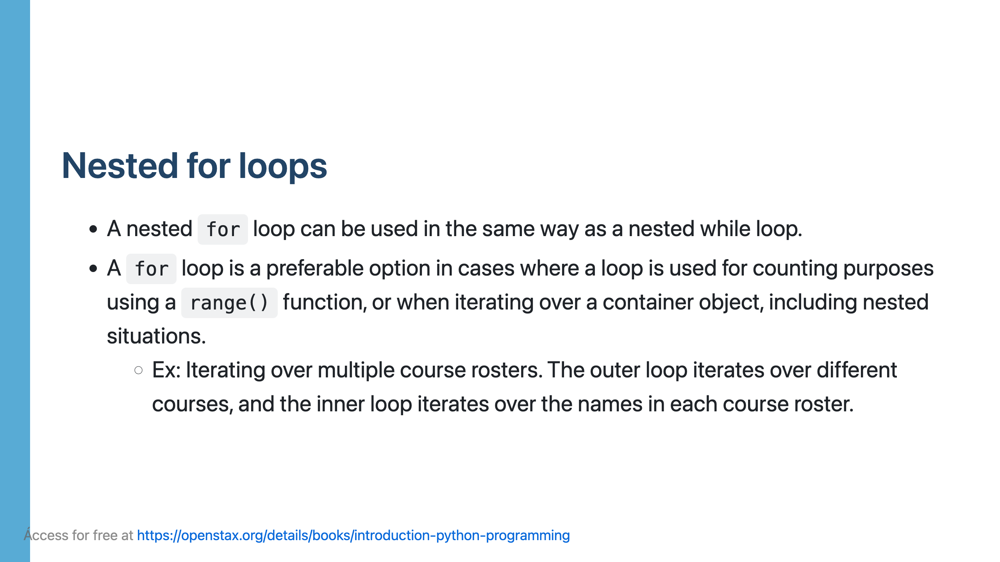 Nested for loops
• A nested for loop can be used in the same way as a nested while loop.
• A for loop is a preferable option in cases where a loop is used for counting purposes
using a range() function, or when iterating over a container object, including nested
situations.
○ Ex: Iterating over multiple course rosters. The outer loop iterates over different
courses, and the inner loop iterates over the names in each course roster.
Áccess for free at https://openstax.org/details/books/introduction-python-programming